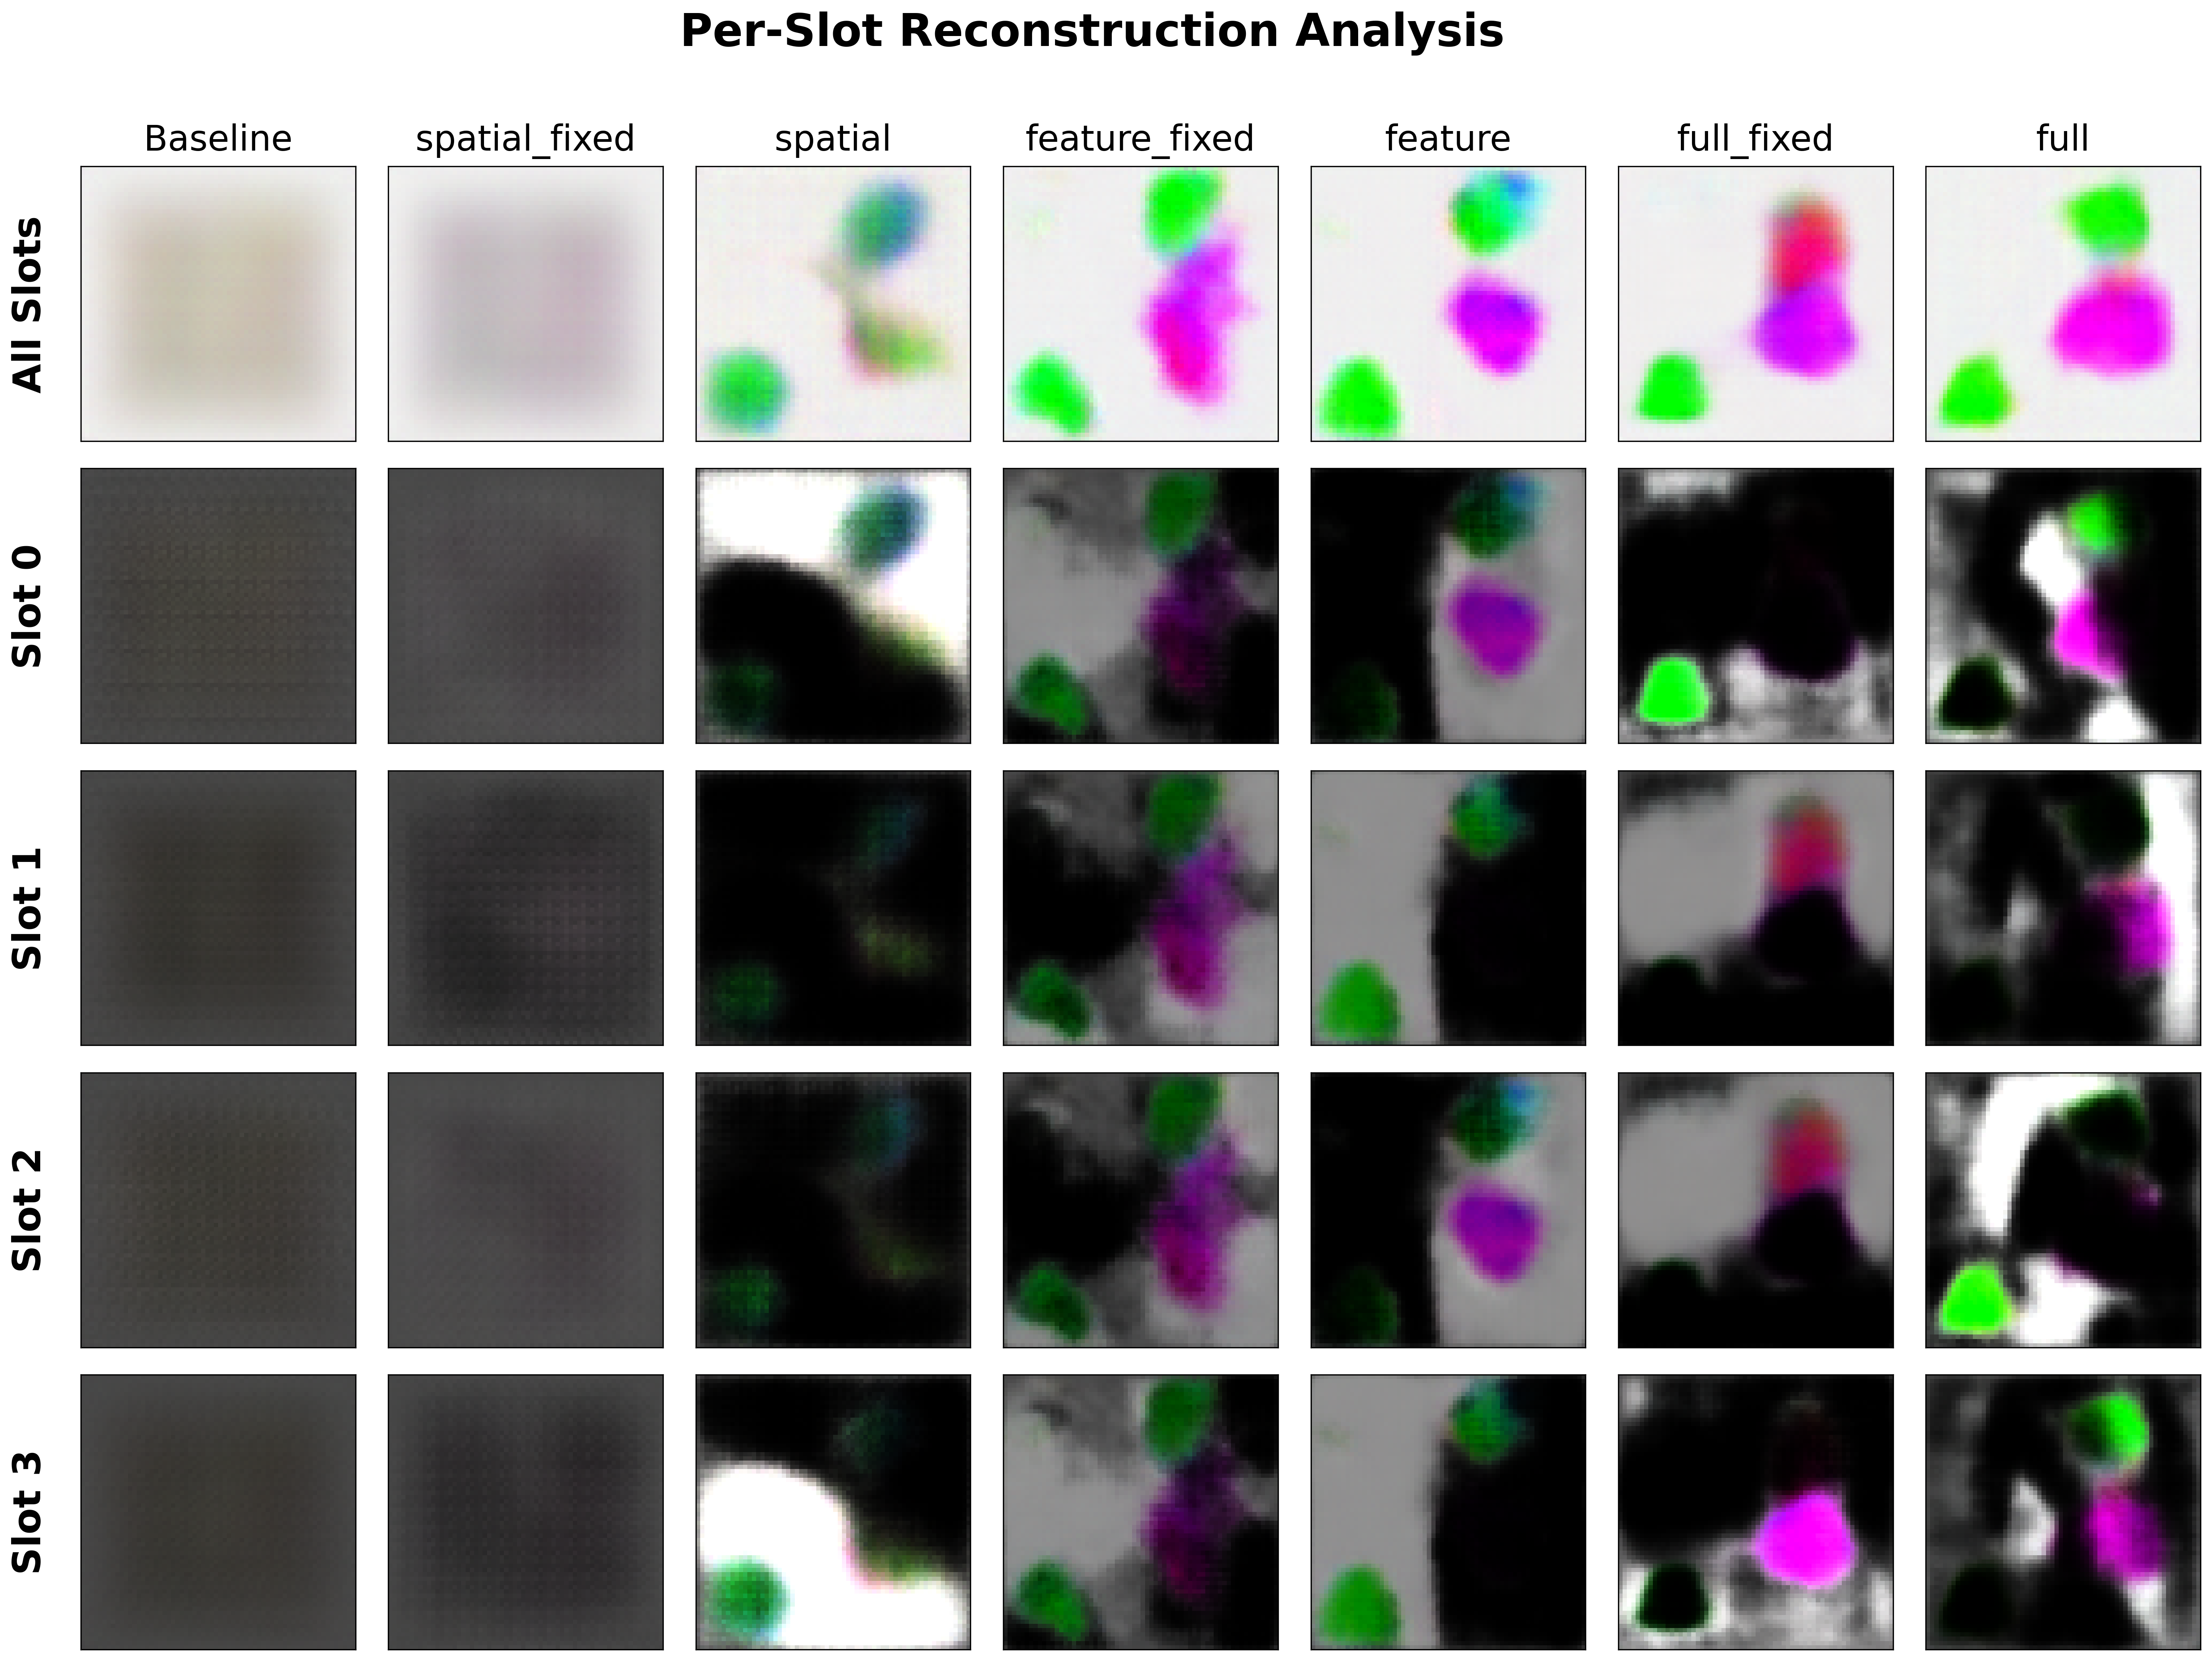 Per-Slot Reconstruction Analysis
Baseline spatial_fixed spatial feature_fixed feature full_fixed full
All Slots
Slot 0
Slot 1
Slot 2
Slot 3